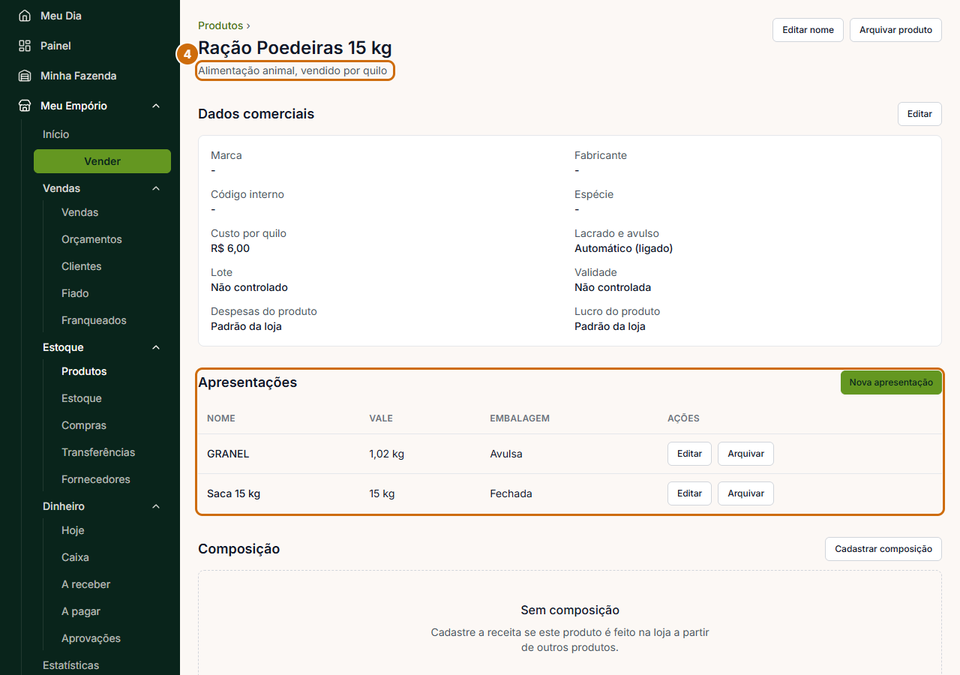 Meu Dia
Painel
Minha Fazenda
Meu Empório
Início
Vender
Vendas
Vendas
Orçamentos
Clientes
Fiado
Franqueados
Estoque
Produtos
Estoque
Compras
Transferências
Fornecedores
Dinheiro
Hoje
Caixa
A receber
A pagar
Aprovações
Estatísticas
Produtos ›
4
Ração Poedeiras 15 kg
Alimentação animal, vendido por quilo
Editar nome
Arquivar produto
Dados comerciais
Editar
Marca
-
Fabricante
-
Código interno
-
Espécie
-
Custo por quilo
R$ 6,00
Lacrado e avulso
Automático (ligado)
Lote
Não controlado
Validade
Não controlada
Despesas do produto
Padrão da loja
Lucro do produto
Padrão da loja
Apresentações
Nova apresentação
NOME VALE EMBALAGEM AÇÕES
GRANEL 1,02 kg Avulsa Editar Arquivar
Saca 15 kg 15 kg Fechada Editar Arquivar
Composição
Cadastrar composição
Sem composição
Cadastre a receita se este produto é feito na loja a partir
de outros produtos.